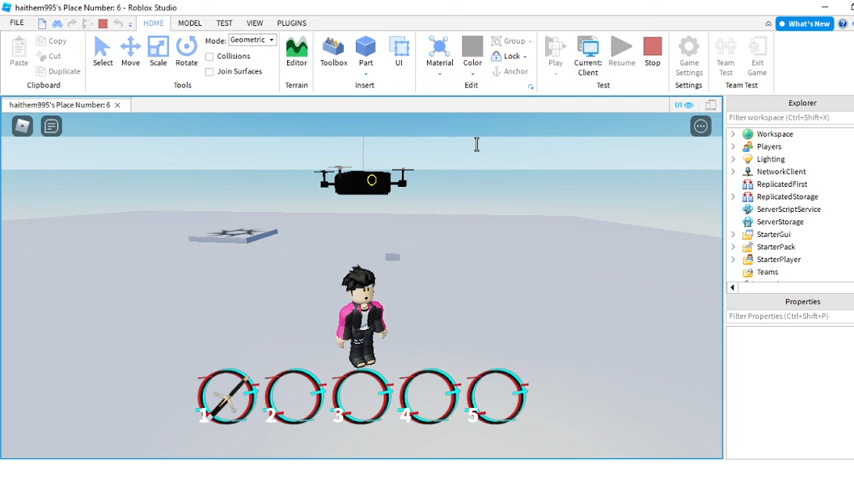 haithem995's Place Number: 6 - Roblox Studio
FILE HOME MODEL TEST VIEW PLUGINS What's New
Paste Copy Cut Duplicate Clipboard
Select Move Scale Rotate Mode: Geometric Collisions Join Surfaces Tools
Editor Terrain
Toolbox Part UI Insert
Material Color Group Lock Anchor Edit
Play Current: Client Resume Stop Test
Game Settings Settings
Team Test Exit Game Team Test
haithem995's Place Number: 6 × UI
1 2 3 4 5
Explorer
Filter workspace (Ctrl+Shift+X)
Workspace
Players
Lighting
NetworkClient
ReplicatedFirst
ReplicatedStorage
ServerScriptService
ServerStorage
StarterGui
StarterPack
StarterPlayer
Teams
Properties
Filter Properties (Ctrl+Shift+P)